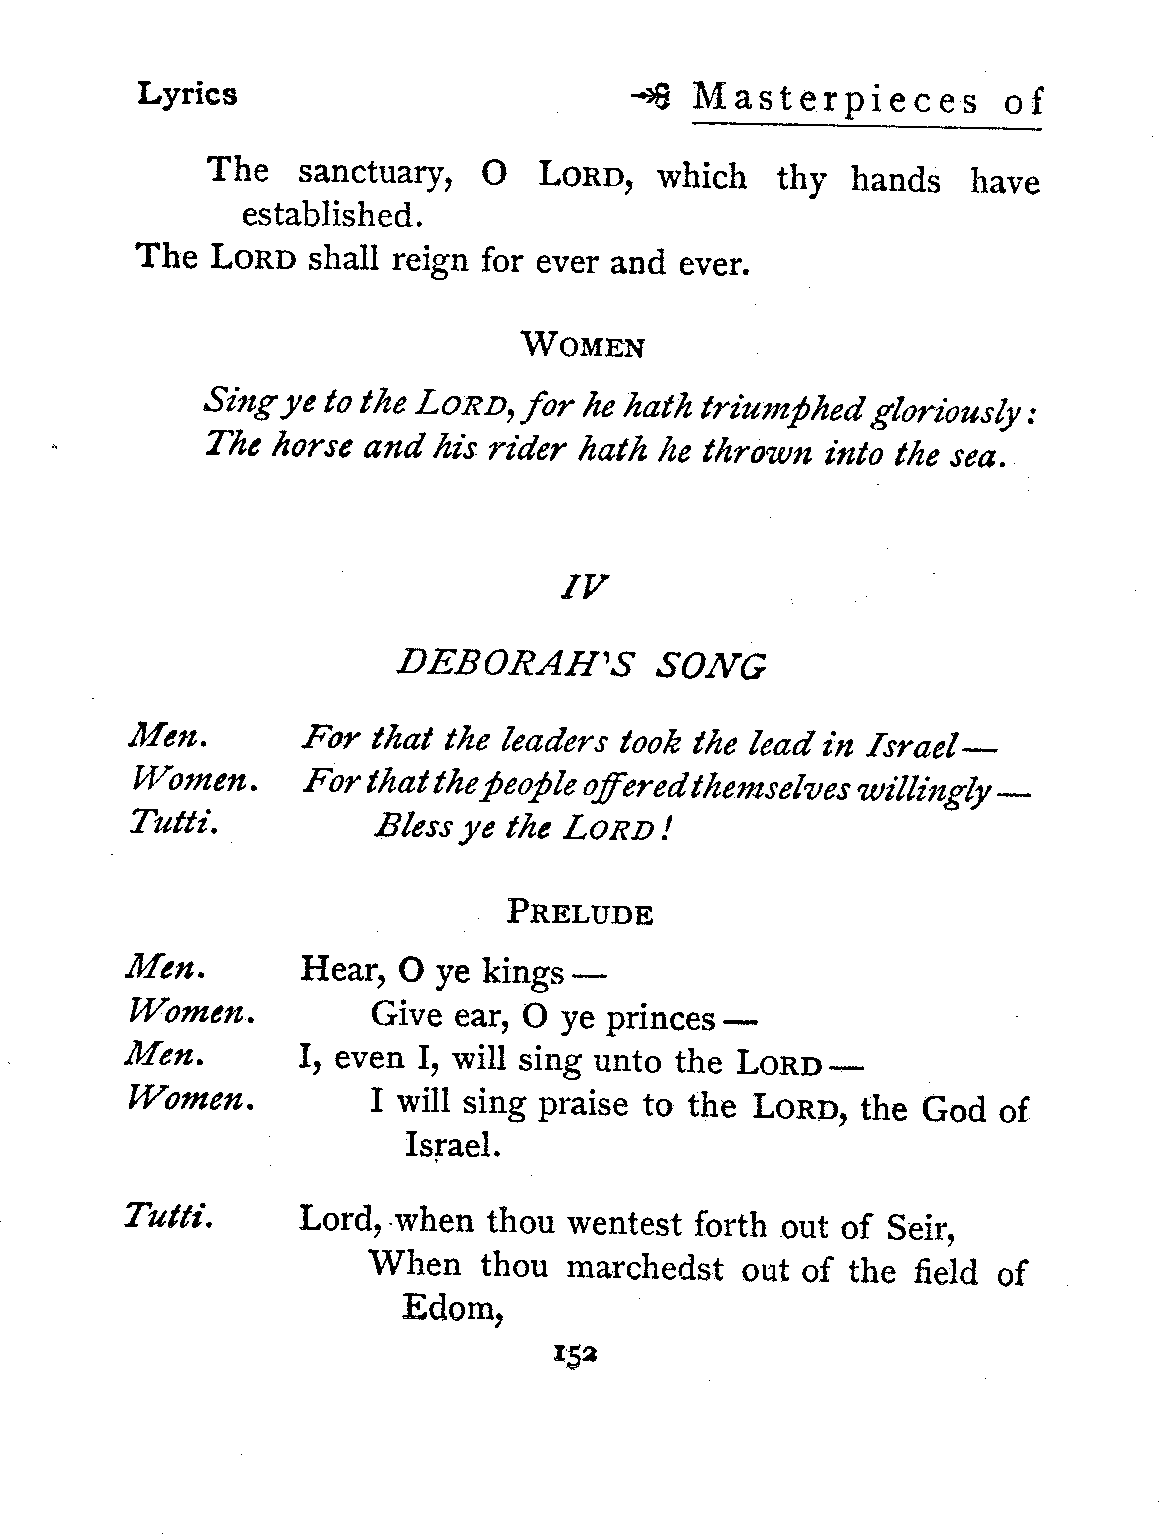 Lyrics Masterpieces of
The sanctuary, O LORD, which thy hands have
established.
The LORD shall reign for ever and ever.
WOMEN
Sing ye to the LORD, for he hath triumphed gloriously:
The horse and his rider hath he thrown into the sea.
IV
DEBORAH'S SONG
Men. For that the leaders took the lead in Israel—
Women. For that the people offered themselves willingly—
Tutti. Bless ye the LORD!
PRELUDE
Men. Hear, O ye kings—
Women. Give ear, O ye princes—
Men. I, even I, will sing unto the LORD—
Women. I will sing praise to the LORD, the God of
Israel.
Tutti. Lord, when thou wentest forth out of Seir,
When thou marchedst out of the field of
Edom,
152